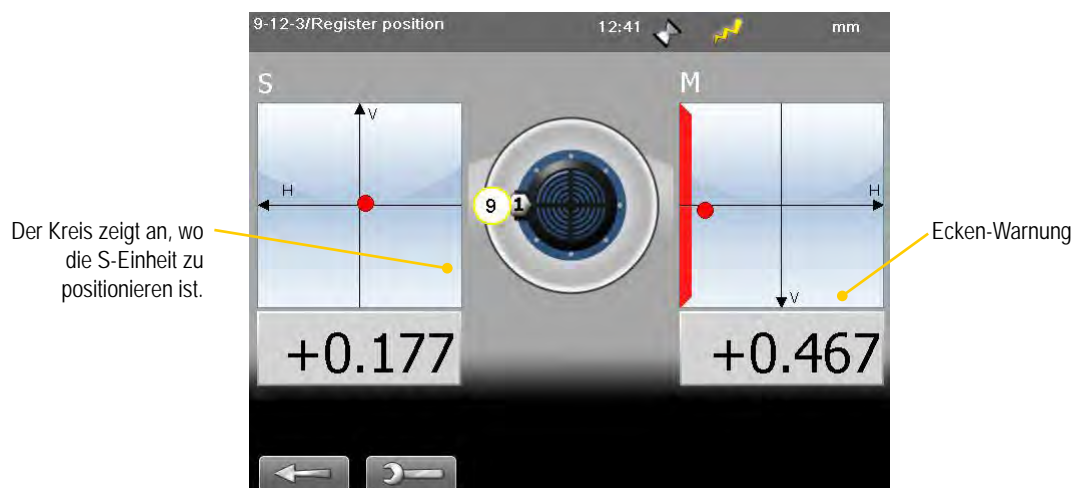 9-12-3/Register position 12:41 mm
S M
V
H
9 1
H
V
Der Kreis zeigt an, wo
die S-Einheit zu
positionieren ist.
Ecken-Warnung
+0.177 +0.467